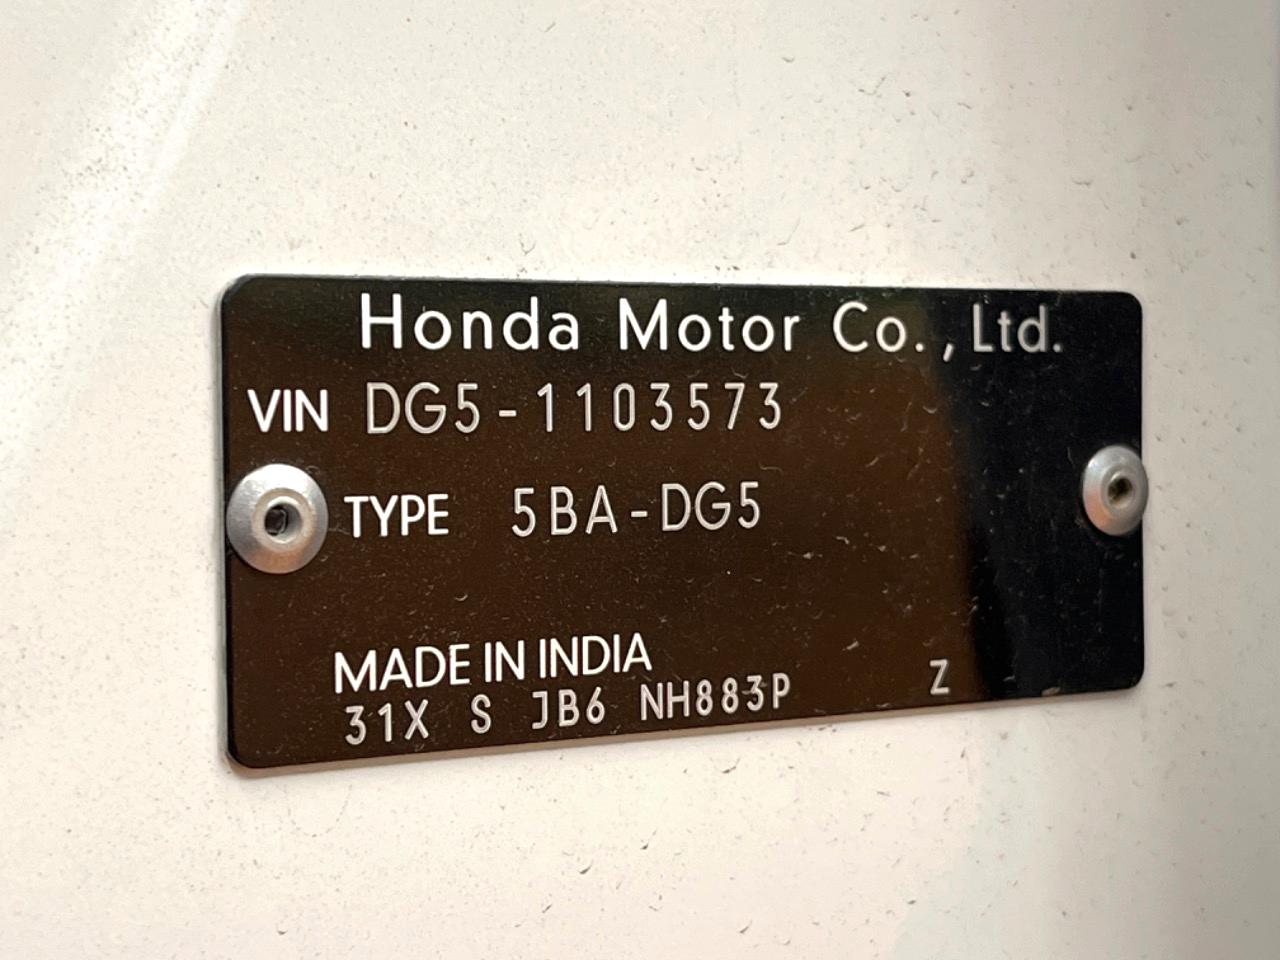 Honda Motor Co., Ltd.
VIN DG5-1103573
TYPE 5BA-DG5
MADE IN INDIA
31X S JB6 NH883P Z